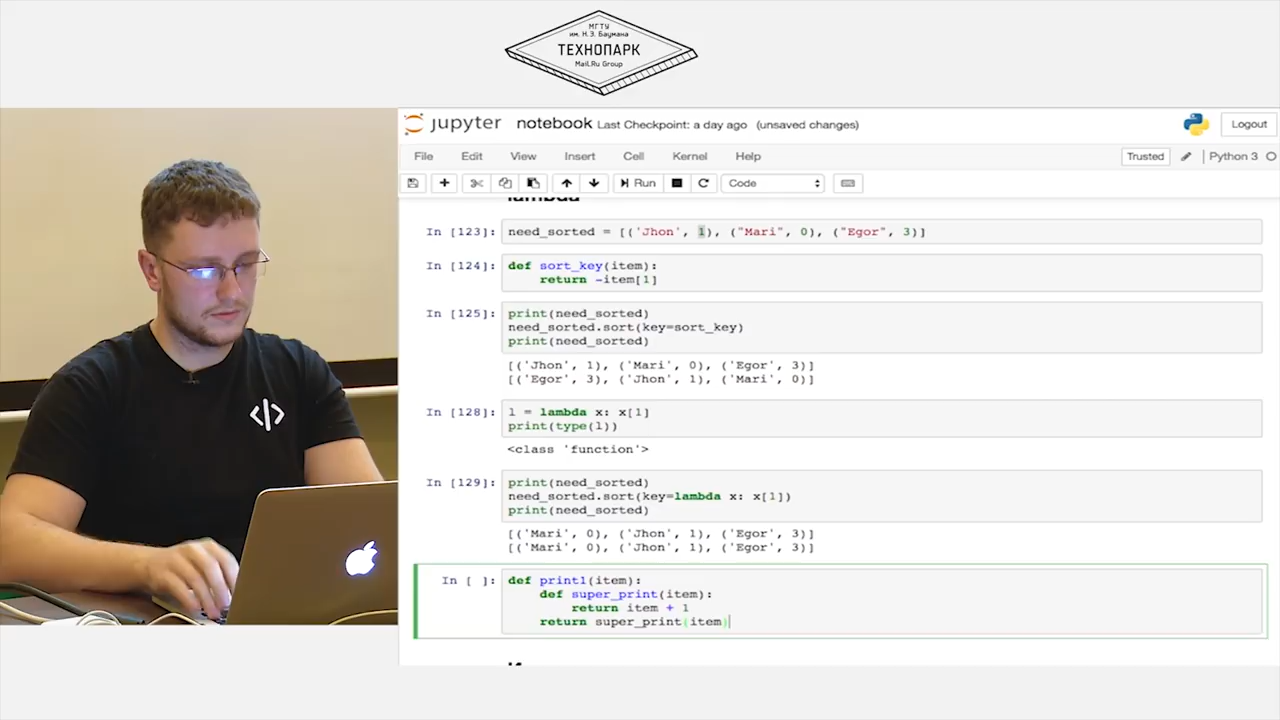 МГТУ
им. Н.Э. Баумана
ТЕХНОПАРК
Mail.Ru Group
jupyter notebook Last Checkpoint: a day ago (unsaved changes)
Logout
File Edit View Insert Cell Kernel Help
Trusted Python 3
Run Code
lambda
In [123]: need_sorted = [('Jhon', 1), ("Mari", 0), ("Egor", 3)]
In [124]: def sort_key(item):
return -item[1]
In [125]: print(need_sorted)
need_sorted.sort(key=sort_key)
print(need_sorted)
[('Jhon', 1), ('Mari', 0), ('Egor', 3)]
[('Egor', 3), ('Jhon', 1), ('Mari', 0)]
In [128]: l = lambda x: x[1]
print(type(l))
<class 'function'>
In [129]: print(need_sorted)
need_sorted.sort(key=lambda x: x[1])
print(need_sorted)
[('Mari', 0), ('Jhon', 1), ('Egor', 3)]
[('Mari', 0), ('Jhon', 1), ('Egor', 3)]
In [ ]: def print1(item):
def super_print(item):
return item + 1
return super_print(item)